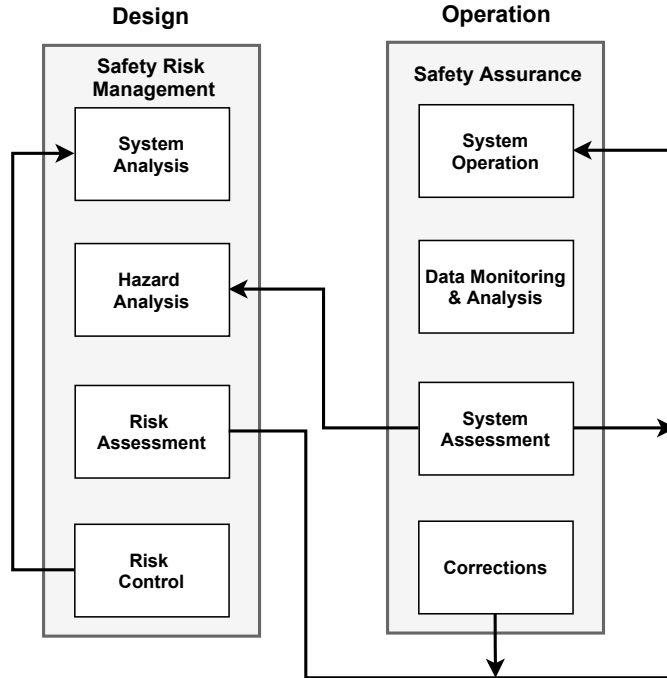 Design
Safety Risk
Management
System
Analysis
Hazard
Analysis
Risk
Assessment
Risk
Control
Operation
Safety Assurance
System
Operation
Data Monitoring
& Analysis
System
Assessment
Corrections